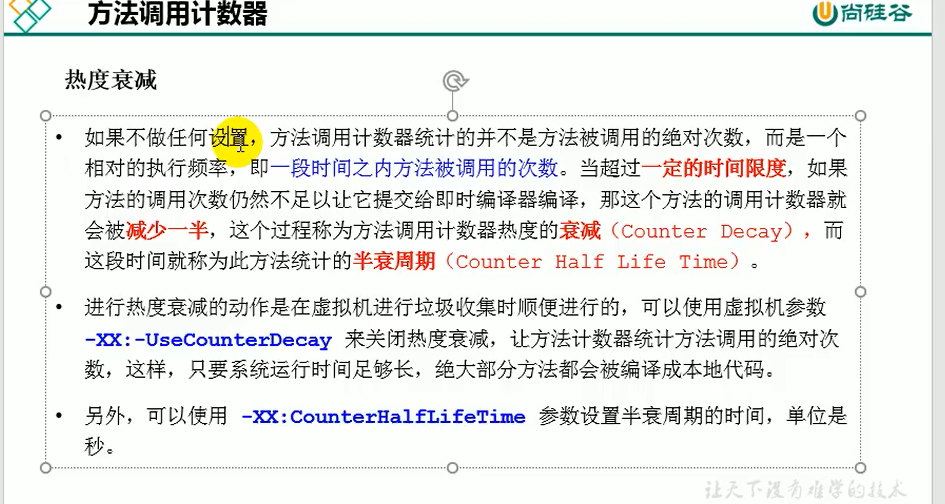 方法调用计数器
尚硅谷
热度衰减
• 如果不做任何设置，方法调用计数器统计的并不是方法被调用的绝对次数，而是一个
相对的执行频率，即一段时间之内方法被调用的次数。当超过一定的时间限度，如果
方法的调用次数仍然不足以让它提交给即时编译器编译，那这个方法的调用计数器就
会被减少一半，这个过程称为方法调用计数器热度的衰减（Counter Decay），而
这段时间就称为此方法统计的半衰周期（Counter Half Life Time）。
• 进行热度衰减的动作是在虚拟机进行垃圾收集时顺便进行的，可以使用虚拟机参数
-XX:-UseCounterDecay 来关闭热度衰减，让方法计数器统计方法调用的绝对次
数，这样，只要系统运行时间足够长，绝大部分方法都会被编译成本地代码。
• 另外，可以使用 -XX:CounterHalfLifeTime 参数设置半衰周期的时间，单位是
秒。
让天下没有难学的技术